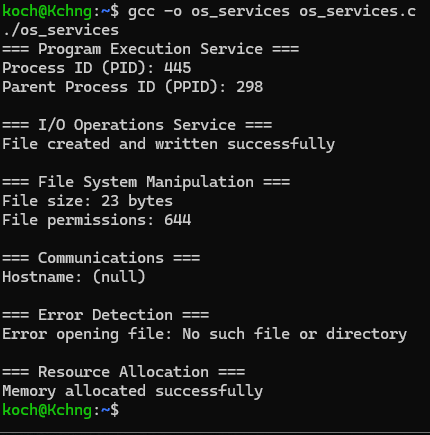 koch@Kchng:~$ gcc -o os_services os_services.c
./os_services
=== Program Execution Service ===
Process ID (PID): 445
Parent Process ID (PPID): 298

=== I/O Operations Service ===
File created and written successfully

=== File System Manipulation ===
File size: 23 bytes
File permissions: 644

=== Communications ===
Hostname: (null)

=== Error Detection ===
Error opening file: No such file or directory

=== Resource Allocation ===
Memory allocated successfully
koch@Kchng:~$